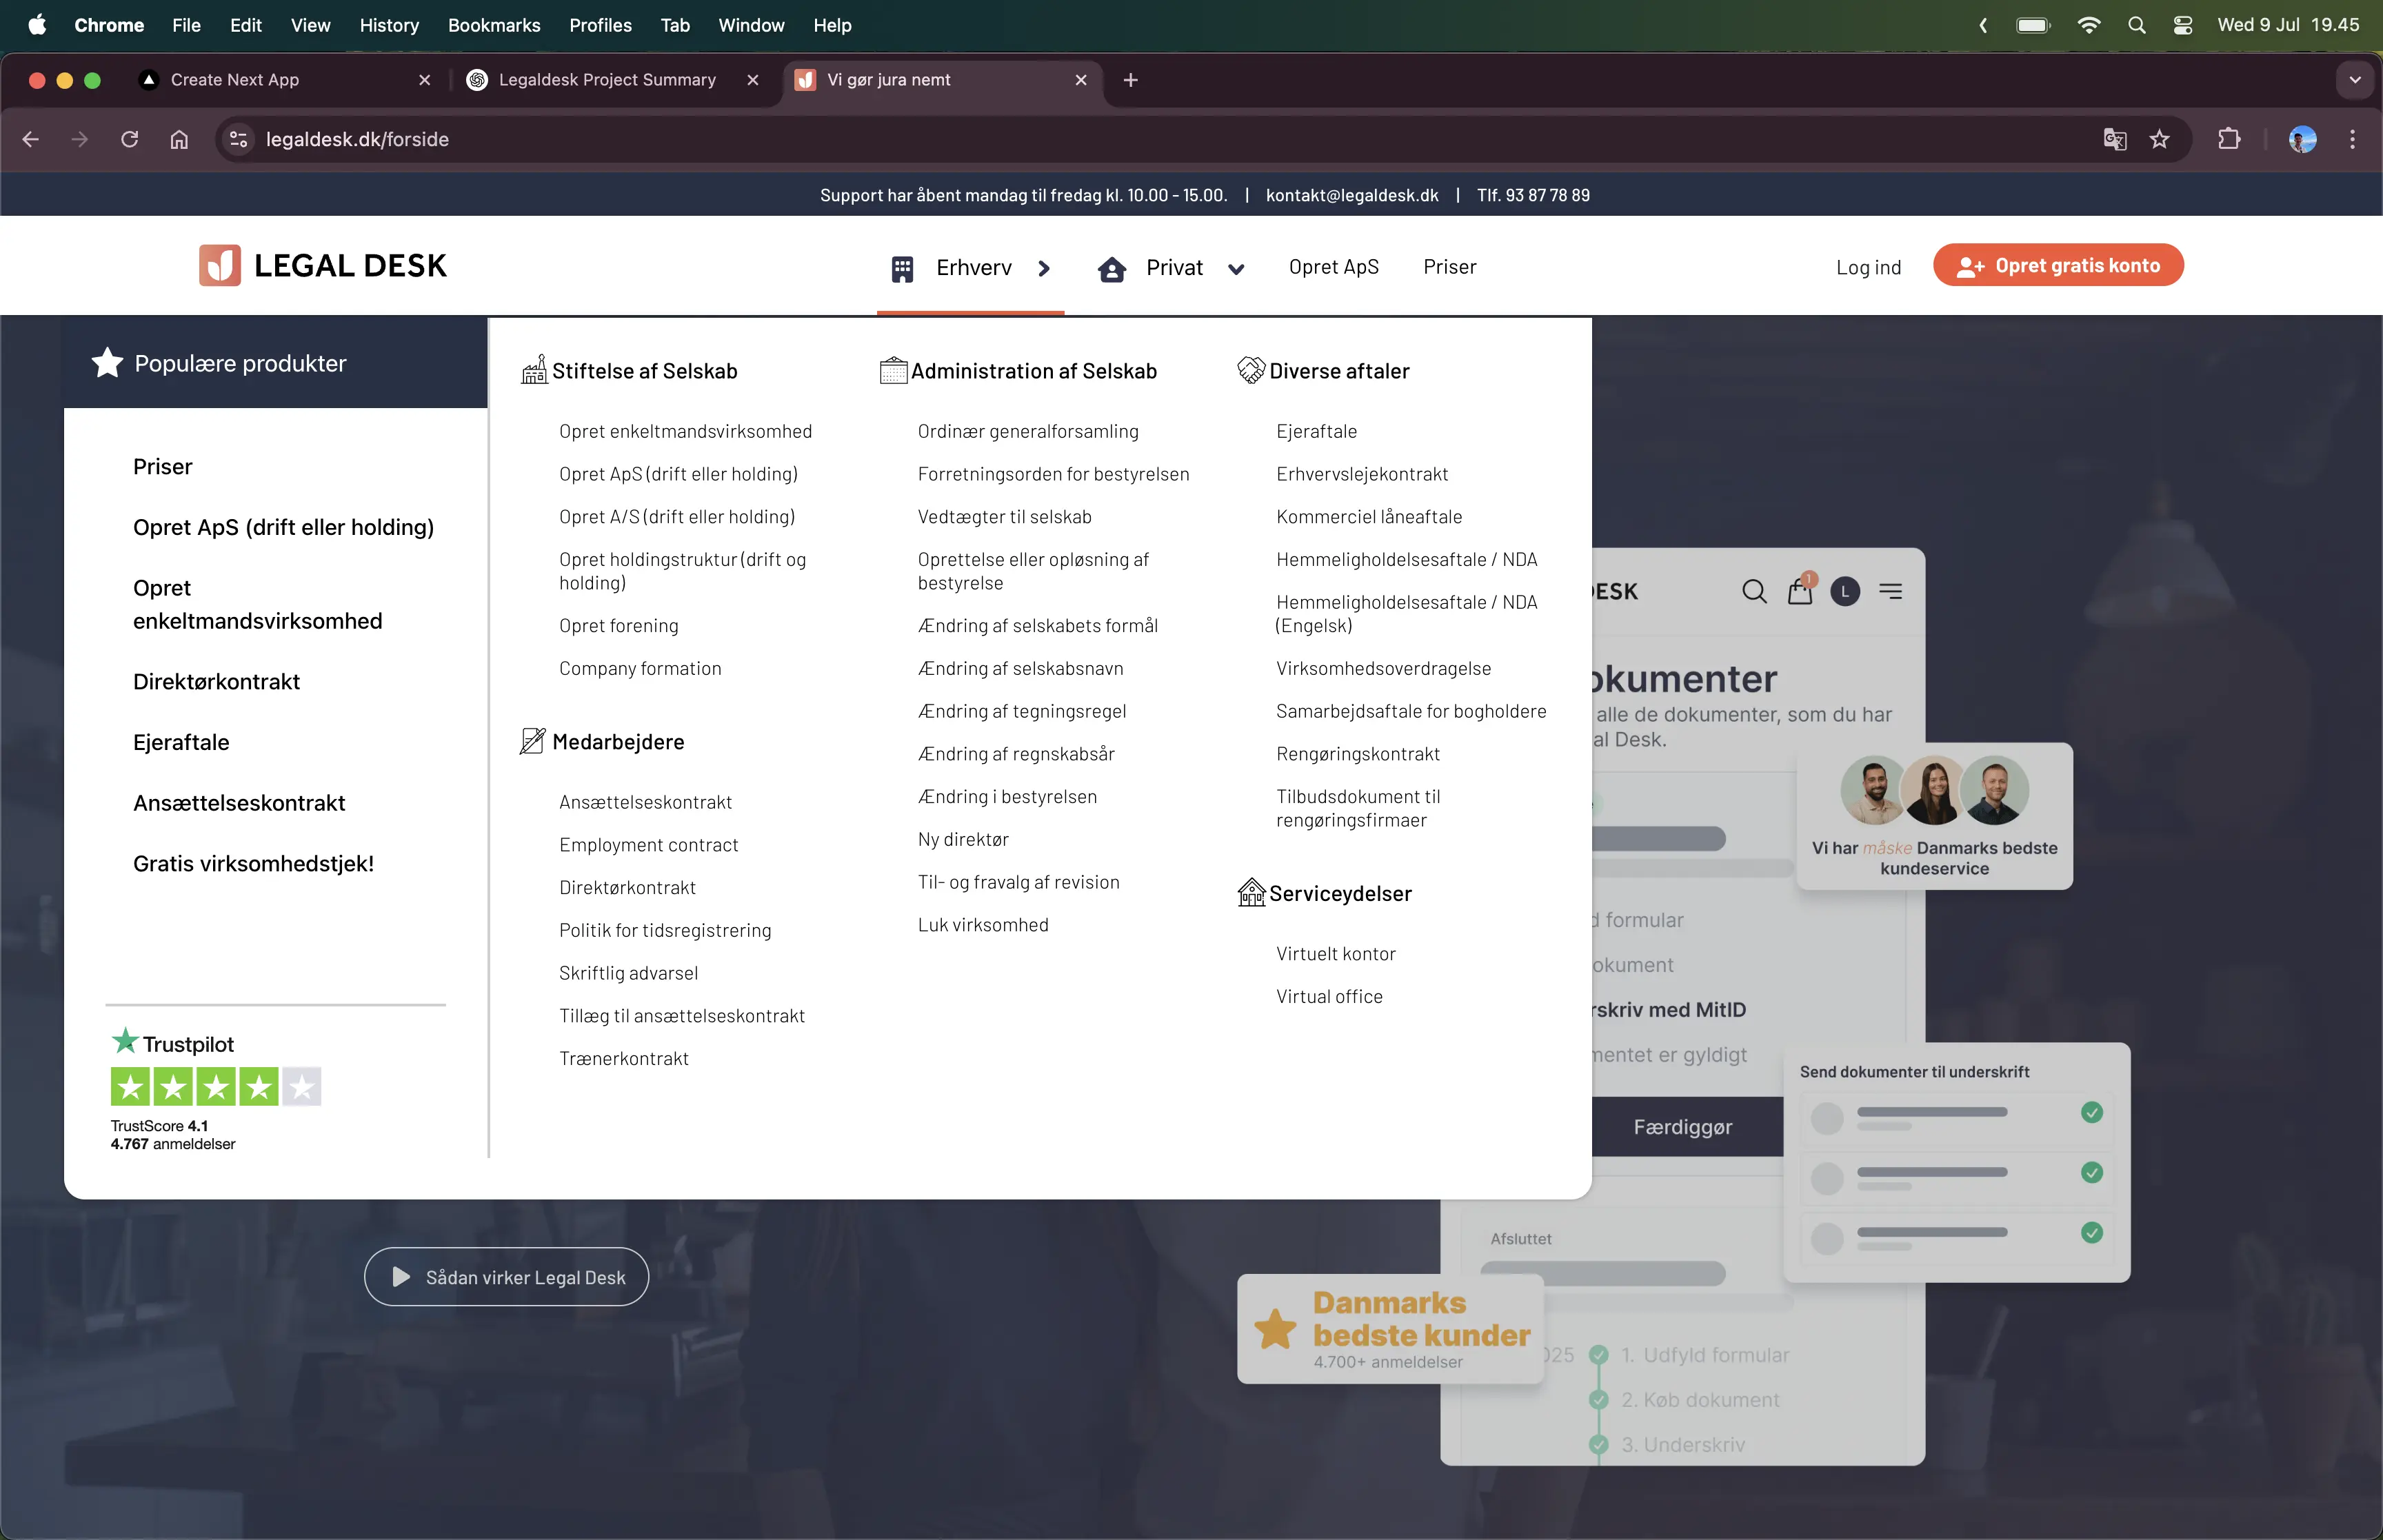 Chrome File Edit View History Bookmarks Profiles Tab Window Help Wed 9 Jul 19.45
Create Next App Legaldesk Project Summary Vi gør jura nemt
legaldesk.dk/forside
Support har åbent mandag til fredag kl. 10.00 - 15.00. | kontakt@legaldesk.dk | Tlf. 93 87 78 89
LEGAL DESK Erhverv Privat Opret ApS Priser Log ind Opret gratis konto
Populære produkter
Priser
Opret ApS (drift eller holding)
Opret
enkeltmandsvirksomhed
Direktørkontrakt
Ejeraftale
Ansættelseskontrakt
Gratis virksomhedstjek!
Trustpilot
TrustScore 4.1
4.767 anmeldelser
Stiftelse af Selskab
Opret enkeltmandsvirksomhed
Opret ApS (drift eller holding)
Opret A/S (drift eller holding)
Opret holdingstruktur (drift og
holding)
Opret forening
Company formation
Medarbejdere
Ansættelseskontrakt
Employment contract
Direktørkontrakt
Politik for tidsregistrering
Skriftlig advarsel
Tillæg til ansættelseskontrakt
Trænerkontrakt
Administration af Selskab
Ordinær generalforsamling
Forretningsorden for bestyrelsen
Vedtægter til selskab
Oprettelse eller opløsning af
bestyrelse
Ændring af selskabets formål
Ændring af selskabsnavn
Ændring af tegningsregel
Ændring af regnskabsår
Ændring i bestyrelsen
Ny direktør
Til- og fravalg af revision
Luk virksomhed
Diverse aftaler
Ejeraftale
Erhvervslejekontrakt
Kommerciel låneaftale
Hemmeligholdelsesaftale / NDA
Hemmeligholdelsesaftale / NDA
(Engelsk)
Virksomhedsoverdragelse
Samarbejdsaftale for bogholdere
Rengøringskontrakt
Tilbudsdokument til
rengøringsfirmaer
Serviceydelser
Virtuelt kontor
Virtual office
ESK 1 L
okumenter
alle de dokumenter, som du har
al Desk.
Vi har måske Danmarks bedste
kundeservice
d formular
okument
rskriv med MitID
mentet er gyldigt
Færdiggør
Send dokumenter til underskrift
Afsluttet
Sådan virker Legal Desk
Danmarks
bedste kunder
4.700+ anmeldelser
025 1. Udfyld formular
2. Køb dokument
3. Underskriv